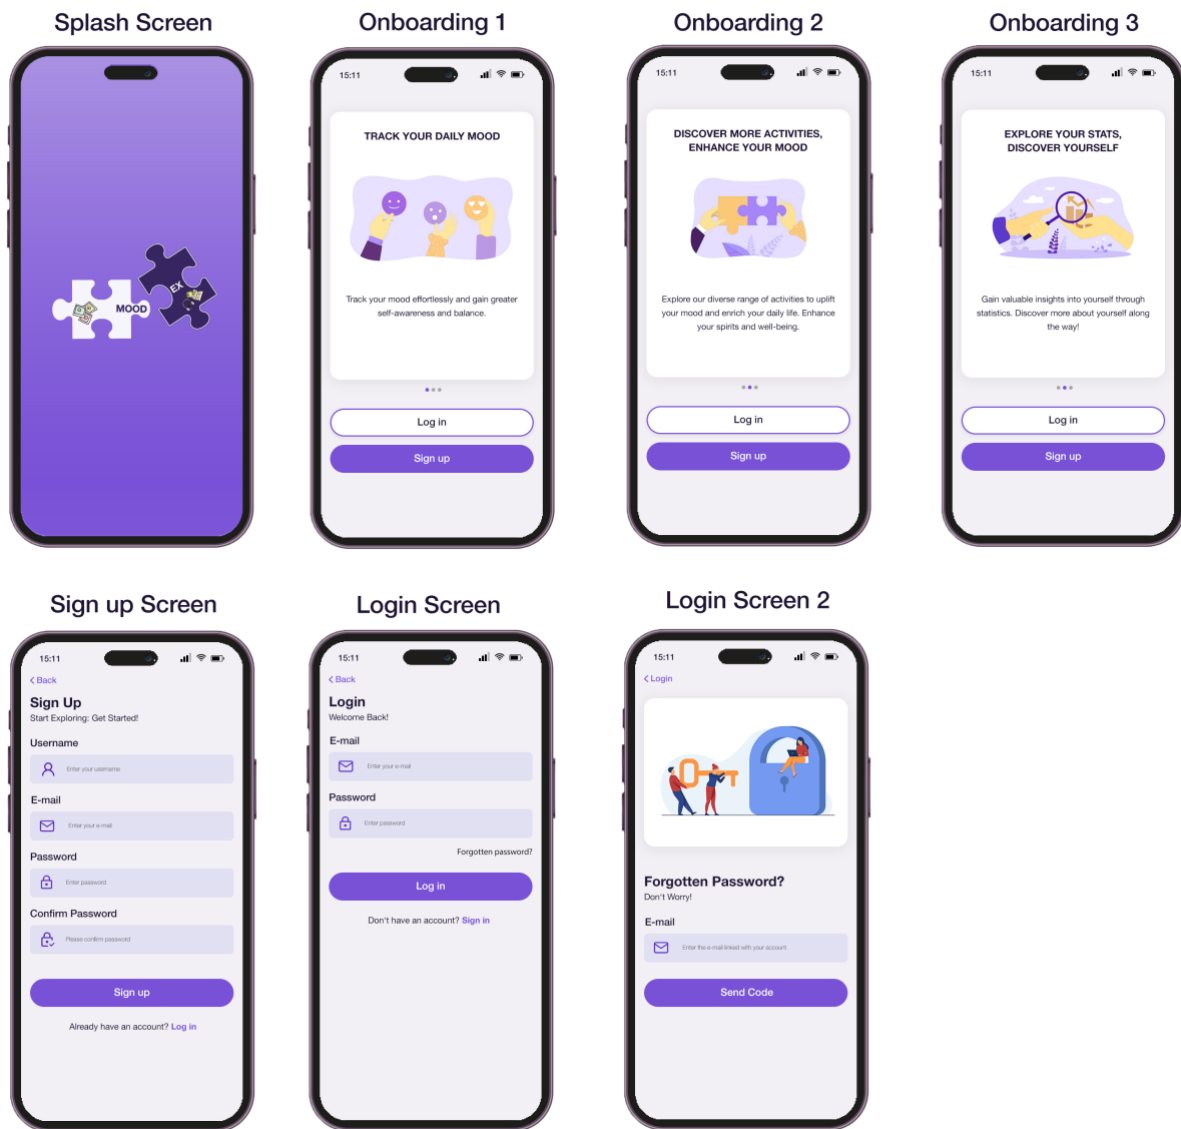 Splash Screen
MOOD
EX
Onboarding 1
15:11
TRACK YOUR DAILY MOOD
Track your mood effortlessly and gain greater
self-awareness and balance.
Log in
Sign up
Onboarding 2
15:11
DISCOVER MORE ACTIVITIES,
ENHANCE YOUR MOOD
Explore our diverse range of activities to uplift
your mood and enrich your daily life. Enhance
your spirits and well-being.
Log in
Sign up
Onboarding 3
15:11
EXPLORE YOUR STATS,
DISCOVER YOURSELF
Gain valuable insights into yourself through
statistics. Discover more about yourself along
the way!
Log in
Sign up
Sign up Screen
15:11
Back
Sign Up
Start Exploring: Get Started!
Username
Enter your username
E-mail
Enter your e-mail
Password
Enter password
Confirm Password
Please confirm password
Sign up
Already have an account? Log in
Login Screen
15:11
Back
Login
Welcome Back!
E-mail
Enter your e-mail
Password
Enter password
Forgotten password?
Log in
Don't have an account? Sign in
Login Screen 2
15:11
Login
Forgotten Password?
Don't Worry!
E-mail
Enter the e-mail linked with your account
Send Code